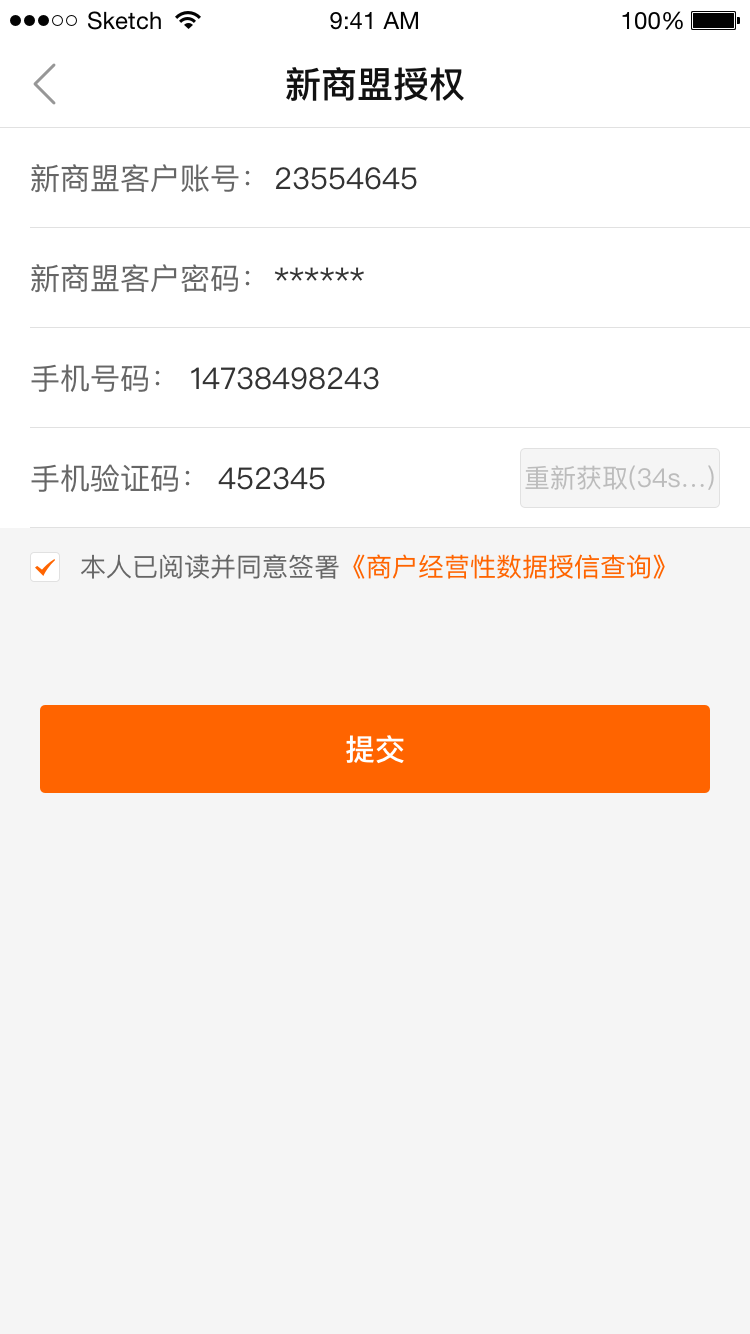 Sketch 9:41 AM 100%
新商盟授权
新商盟客户账号： 23554645
新商盟客户密码： ******
手机号码： 14738498243
手机验证码： 452345 重新获取(34s...)
本人已阅读并同意签署《商户经营性数据授信查询》
提交